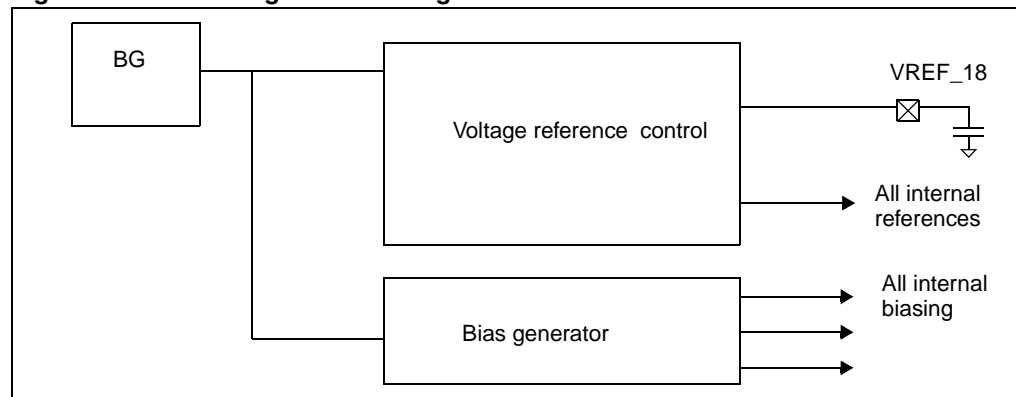 BG
VREF_18
Voltage reference control
All internal
references
All internal
biasing
Bias generator